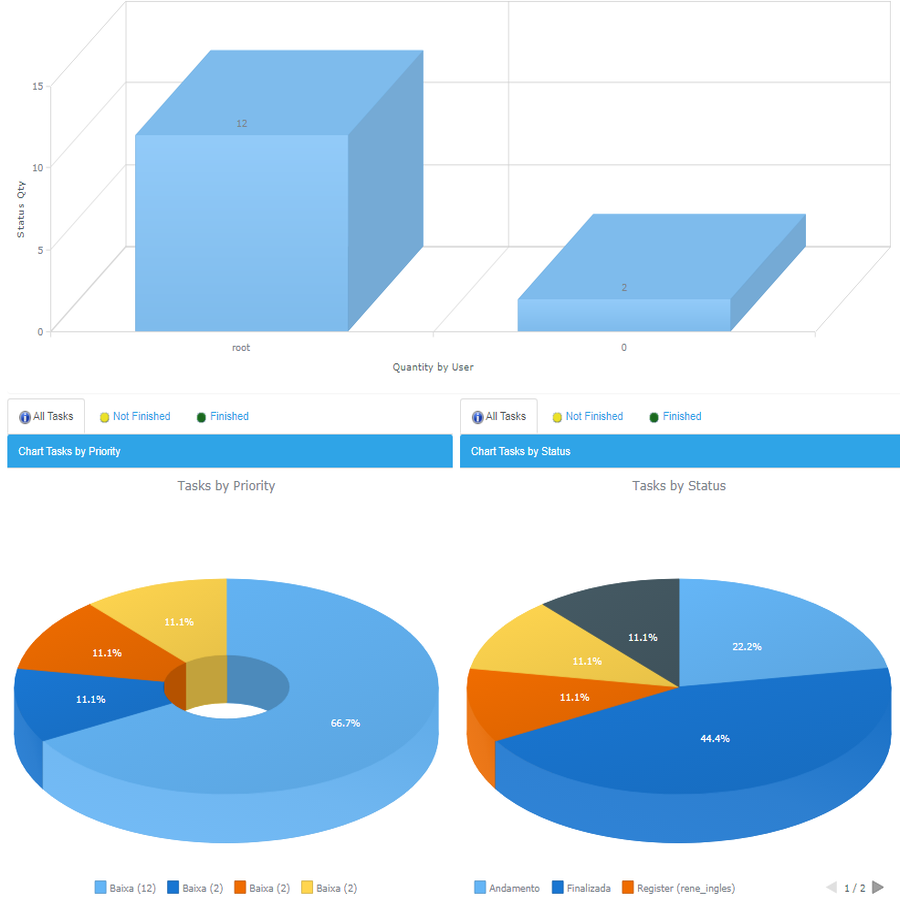 15
10
5
0
Status Qty
12
2
root
0
Quantity by User
All Tasks
Not Finished
Finished
All Tasks
Not Finished
Finished
Chart Tasks by Priority
Chart Tasks by Status
Tasks by Priority
Tasks by Status
11.1%
11.1%
11.1%
66.7%
11.1%
22.2%
11.1%
11.1%
44.4%
Baixa (12)
Baixa (2)
Baixa (2)
Baixa (2)
Andamento
Finalizada
Register (rene_ingles)
1 / 2